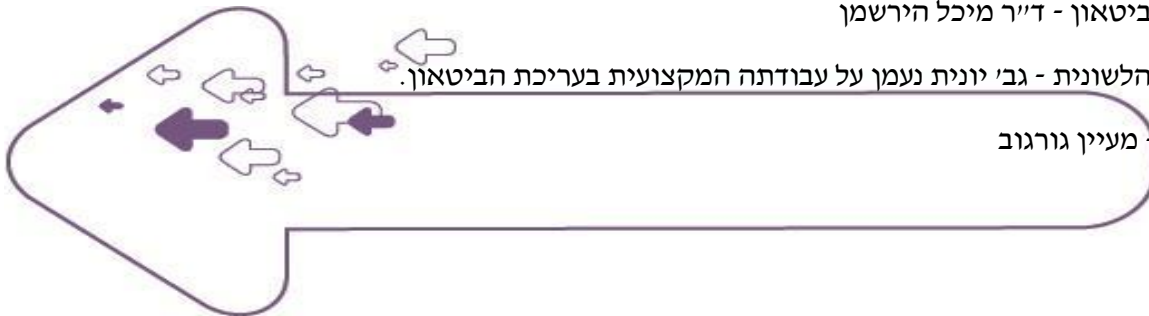 ביטאון - ד״ר מיכל הירשמן
הלשונית - גב׳ יונית נעמן על עבודתה המקצועית בעריכת הביטאון.
- מעיין גורגוב